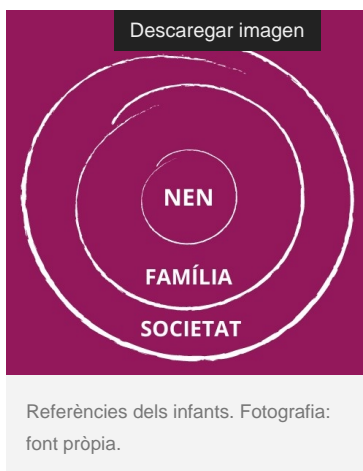 Descaregar imagen
NEN
FAMÍLIA
SOCIETAT
Referències dels infants. Fotografia:
font pròpia.